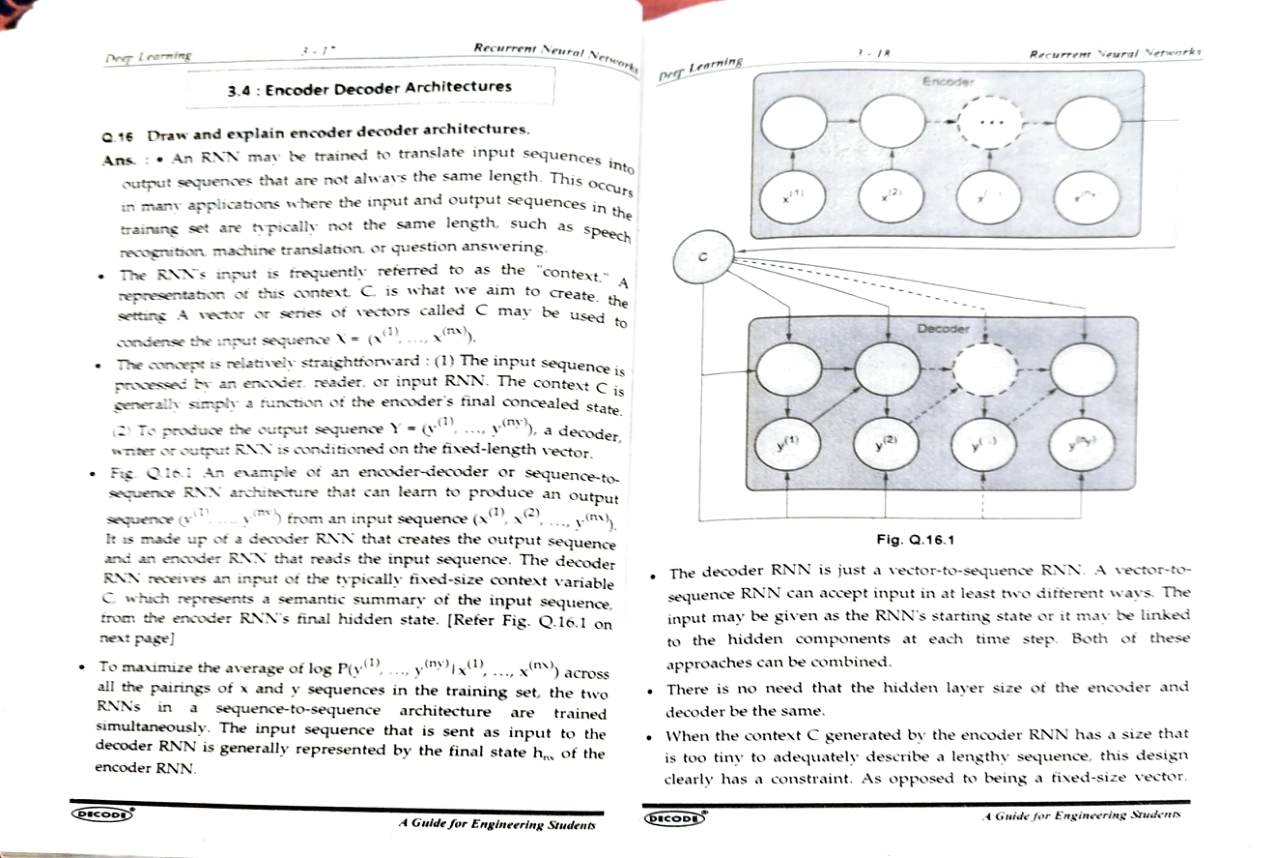 Deep Learning 3 - 1 Recurrent Neural Networks
3.4 : Encoder Decoder Architectures
Q.16 Draw and explain encoder decoder architectures.
Ans. : • An RNN may be trained to translate input sequences into
output sequences that are not always the same length. This occurs
in many applications where the input and output sequences in the
training set are typically not the same length, such as speech
recognition, machine translation, or question answering.
• The RNN's input is frequently referred to as the "context." A
representation of this context, C, is what we aim to create, the
setting A vector or series of vectors called C may be used to
condense the input sequence X = (x^(1), ..., x^(nx)).
• The concept is relatively straightforward : (1) The input sequence is
processed by an encoder, reader, or input RNN. The context C is
generally simply a function of the encoder's final concealed state.
(2) To produce the output sequence Y = (y^(1), ..., y^(ny)), a decoder,
writer or output RNN is conditioned on the fixed-length vector.
• Fig. Q.16.1 An example of an encoder-decoder or sequence-to-
sequence RNN architecture that can learn to produce an output
sequence (y^(1) ... y^(ny)) from an input sequence (x^(1), x^(2), ..., y^(nx)).
It is made up of a decoder RNN that creates the output sequence
and an encoder RNN that reads the input sequence. The decoder
RNN receives an input of the typically fixed-size context variable
C, which represents a semantic summary of the input sequence,
from the encoder RNN's final hidden state. [Refer Fig. Q.16.1 on
next page]
• To maximize the average of log P(y^(1), ..., y^(ny) | x^(1), ..., x^(nx)) across
all the pairings of x and y sequences in the training set, the two
RNNs in a sequence-to-sequence architecture are trained
simultaneously. The input sequence that is sent as input to the
decoder RNN is generally represented by the final state h_nx of the
encoder RNN.
DECODE®
A Guide for Engineering Students
Deep Learning 3 - 18 Recurrent Neural Networks
Encoder
...
x^(1) x^(2) x^(...) x^(nx)
C
Decoder
y^(1) y^(2) y^(...) y^(ny)
Fig. Q.16.1
• The decoder RNN is just a vector-to-sequence RNN. A vector-to-
sequence RNN can accept input in at least two different ways. The
input may be given as the RNN's starting state or it may be linked
to the hidden components at each time step. Both of these
approaches can be combined.
• There is no need that the hidden layer size of the encoder and
decoder be the same.
• When the context C generated by the encoder RNN has a size that
is too tiny to adequately describe a lengthy sequence, this design
clearly has a constraint. As opposed to being a fixed-size vector,
DECODE®
A Guide for Engineering Students